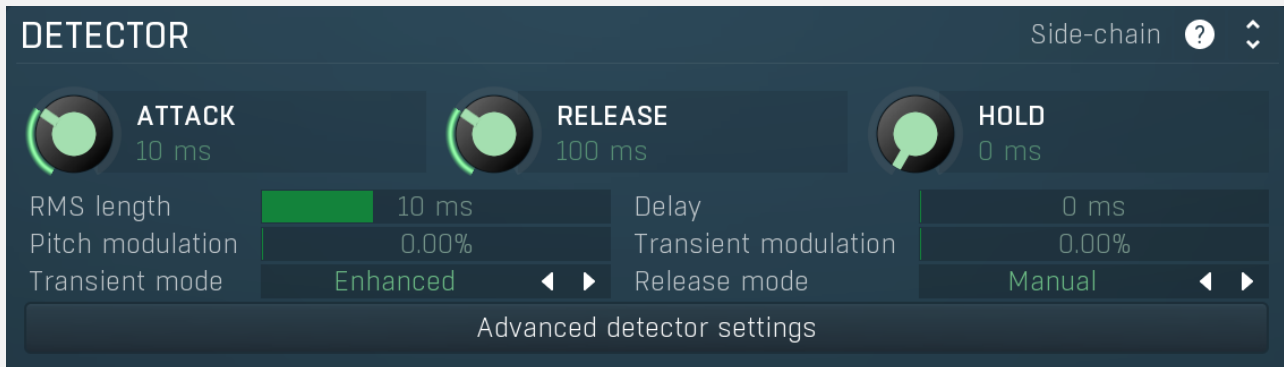 DETECTOR Side-chain ?
ATTACK RELEASE HOLD
10 ms 100 ms 0 ms
RMS length 10 ms Delay 0 ms
Pitch modulation 0.00% Transient modulation 0.00%
Transient mode Enhanced Release mode Manual
Advanced detector settings